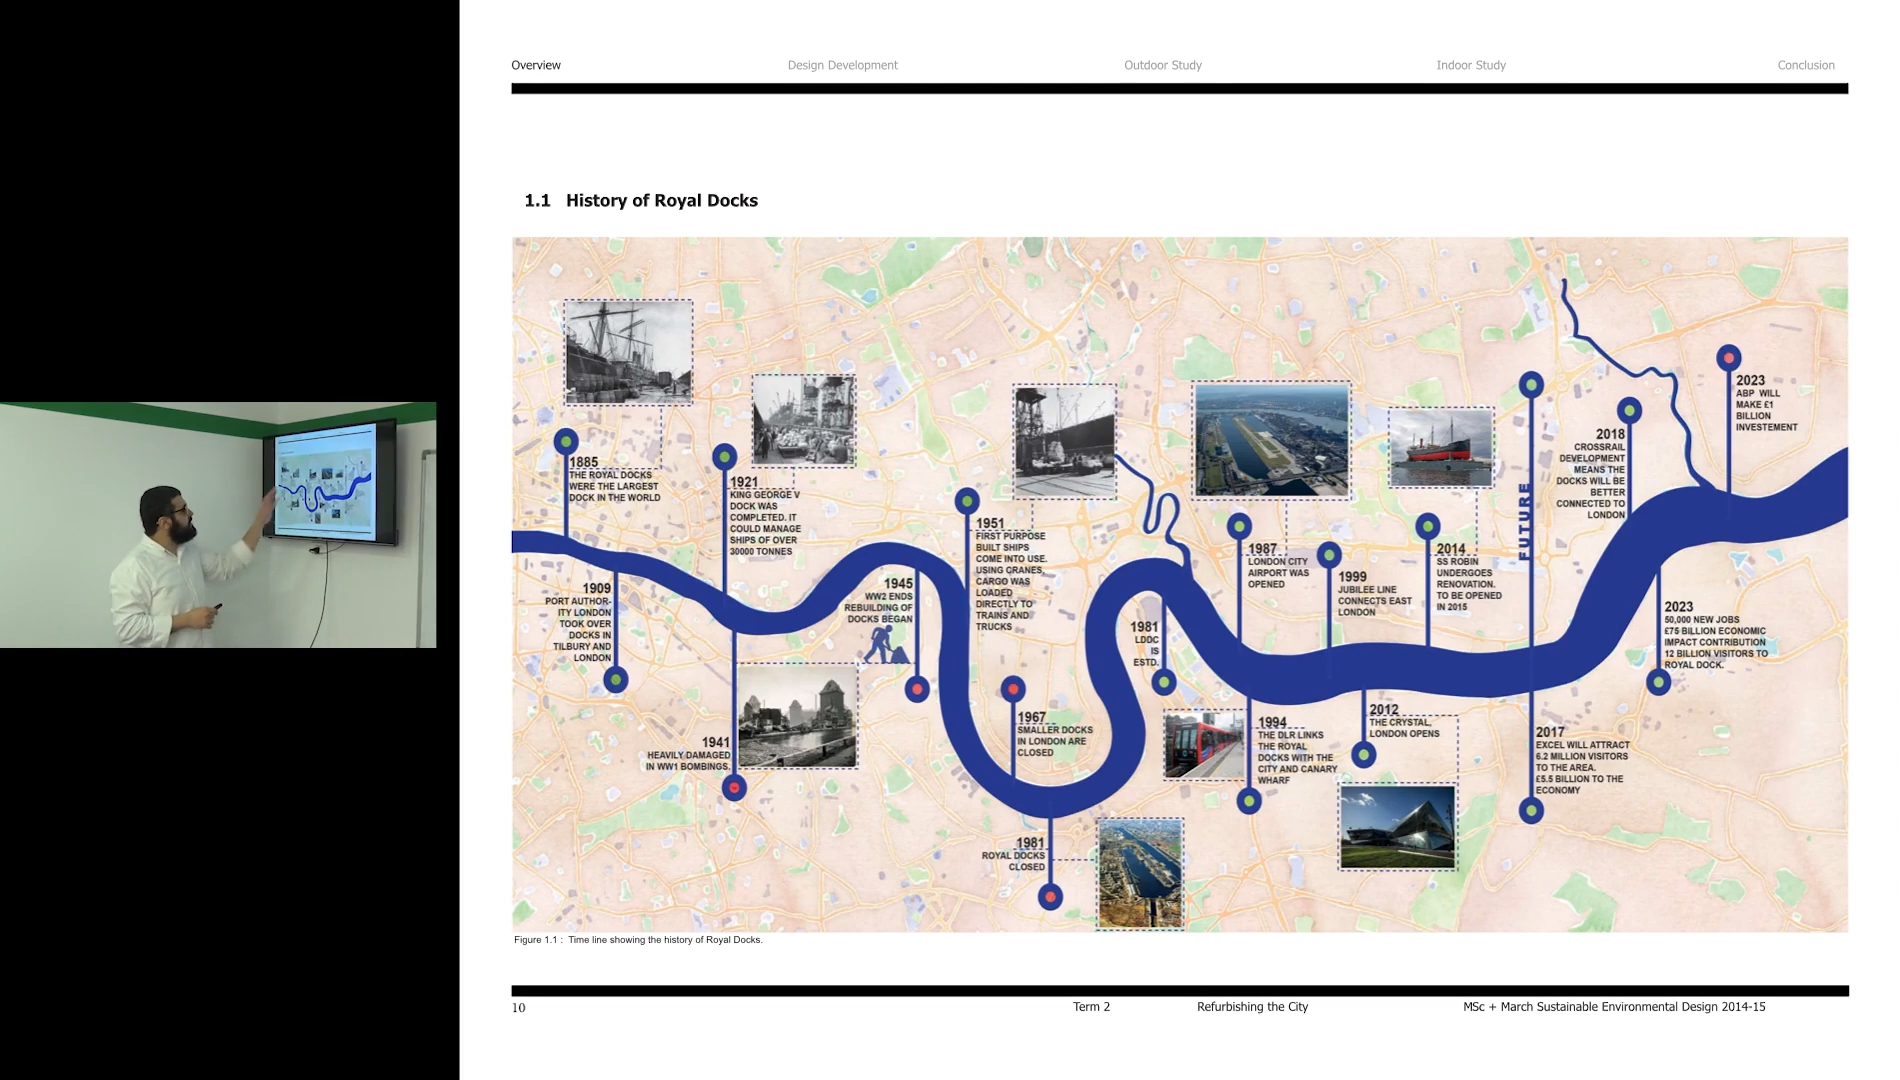 Overview Design Development Outdoor Study Indoor Study Conclusion
1.1 History of Royal Docks
1885
THE ROYAL DOCKS
WERE THE LARGEST
DOCK IN THE WORLD
1909
PORT AUTHOR-
ITY LONDON
TOOK OVER
DOCKS IN
TILBURY AND
LONDON
1921
KING GEORGE V
DOCK WAS
COMPLETED. IT
COULD MANAGE
SHIPS OF OVER
30000 TONNES
1941
HEAVILY DAMAGED
IN WW1 BOMBINGS.
1945
WW2 ENDS
REBUILDING OF
DOCKS BEGAN
1951
FIRST PURPOSE
BUILT SHIPS
COME INTO USE.
USING CRANES,
CARGO WAS
LOADED
DIRECTLY TO
TRAINS AND
TRUCKS
1967
SMALLER DOCKS
IN LONDON ARE
CLOSED
1981
ROYAL DOCKS
CLOSED
1981
LDDC
IS
ESTD.
1987
LONDON CITY
AIRPORT WAS
OPENED
1994
THE DLR LINKS
THE ROYAL
DOCKS WITH THE
CITY AND CANARY
WHARF
1999
JUBILEE LINE
CONNECTS EAST
LONDON
2012
THE CRYSTAL,
LONDON OPENS
2014
SS ROBIN
UNDERGOES
RENOVATION.
TO BE OPENED
IN 2015
FUTURE
2017
EXCEL WILL ATTRACT
6.2 MILLION VISITORS
TO THE AREA.
£5.5 BILLION TO THE
ECONOMY
2018
CROSSRAIL
DEVELOPMENT
MEANS THE
DOCKS WILL BE
BETTER
CONNECTED TO
LONDON
2023
ABP WILL
MAKE £1
BILLION
INVESTEMENT
2023
50,000 NEW JOBS
£75 BILLION ECONOMIC
IMPACT CONTRIBUTION
12 BILLION VISITORS TO
ROYAL DOCK.
Figure 1.1 : Time line showing the history of Royal Docks.
10 Term 2 Refurbishing the City MSc + March Sustainable Environmental Design 2014-15